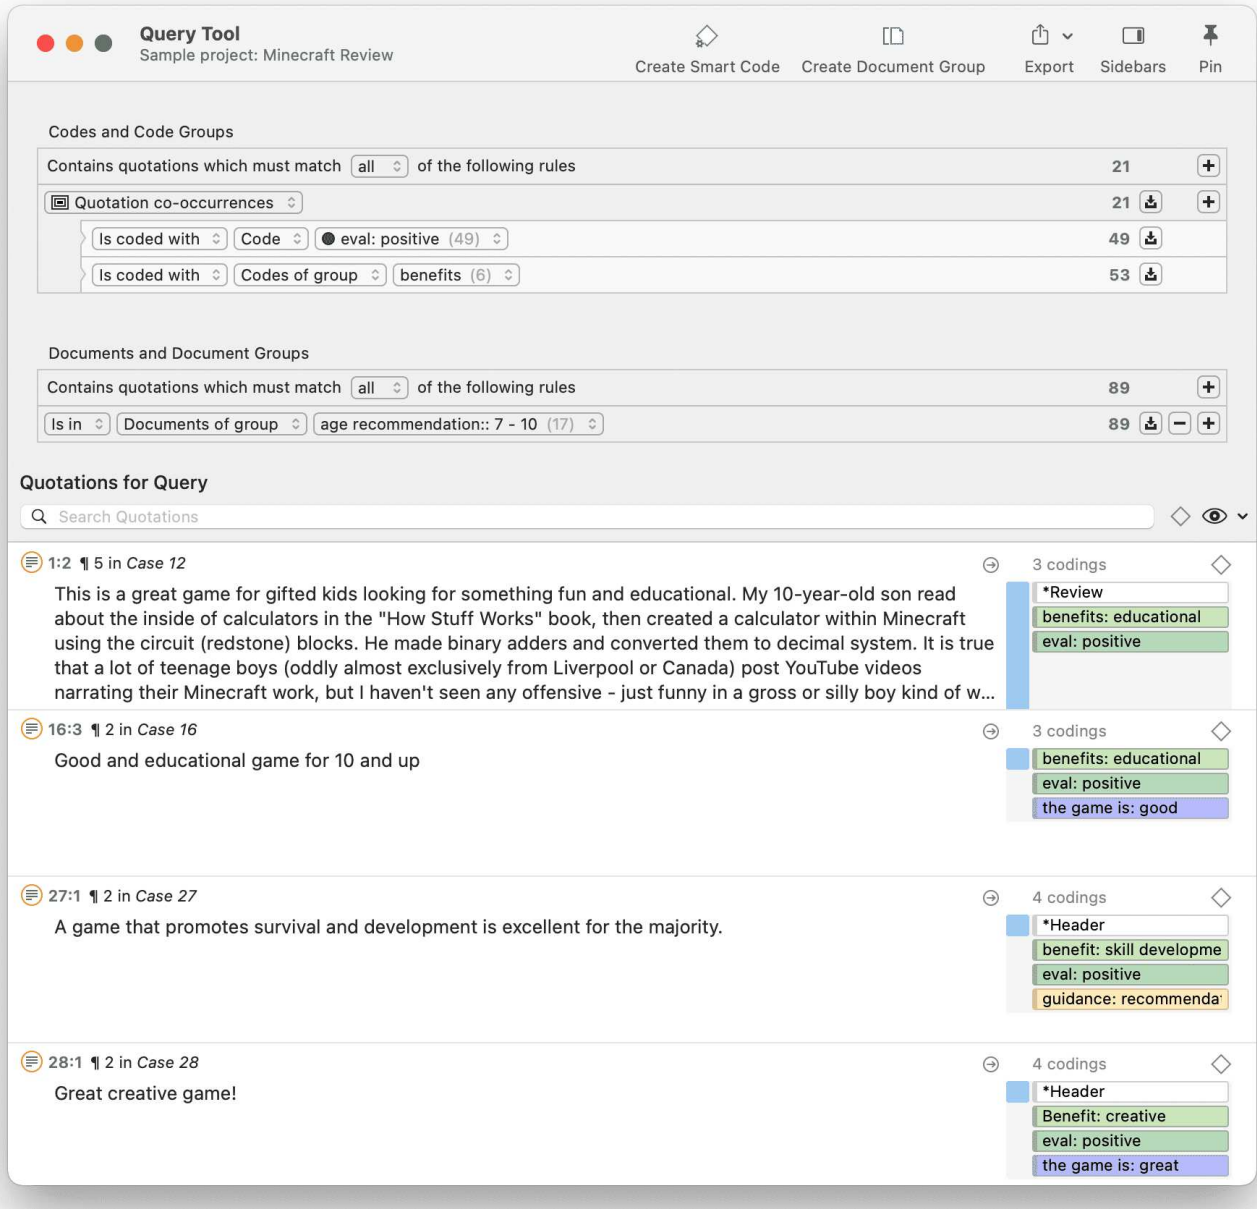 Query Tool
Sample project: Minecraft Review
Create Smart Code
Create Document Group
Export
Sidebars
Pin
Codes and Code Groups
Contains quotations which must match all of the following rules 21
Quotation co-occurrences 21
Is coded with Code eval: positive (49) 49
Is coded with Codes of group benefits (6) 53
Documents and Document Groups
Contains quotations which must match all of the following rules 89
Is in Documents of group age recommendation:: 7 - 10 (17) 89
Quotations for Query
Search Quotations
1:2 ¶ 5 in Case 12
This is a great game for gifted kids looking for something fun and educational. My 10-year-old son read
about the inside of calculators in the "How Stuff Works" book, then created a calculator within Minecraft
using the circuit (redstone) blocks. He made binary adders and converted them to decimal system. It is true
that a lot of teenage boys (oddly almost exclusively from Liverpool or Canada) post YouTube videos
narrating their Minecraft work, but I haven't seen any offensive - just funny in a gross or silly boy kind of w...
3 codings
*Review
benefits: educational
eval: positive
16:3 ¶ 2 in Case 16
Good and educational game for 10 and up
3 codings
benefits: educational
eval: positive
the game is: good
27:1 ¶ 2 in Case 27
A game that promotes survival and development is excellent for the majority.
4 codings
*Header
benefit: skill developme
eval: positive
guidance: recommenda
28:1 ¶ 2 in Case 28
Great creative game!
4 codings
*Header
Benefit: creative
eval: positive
the game is: great